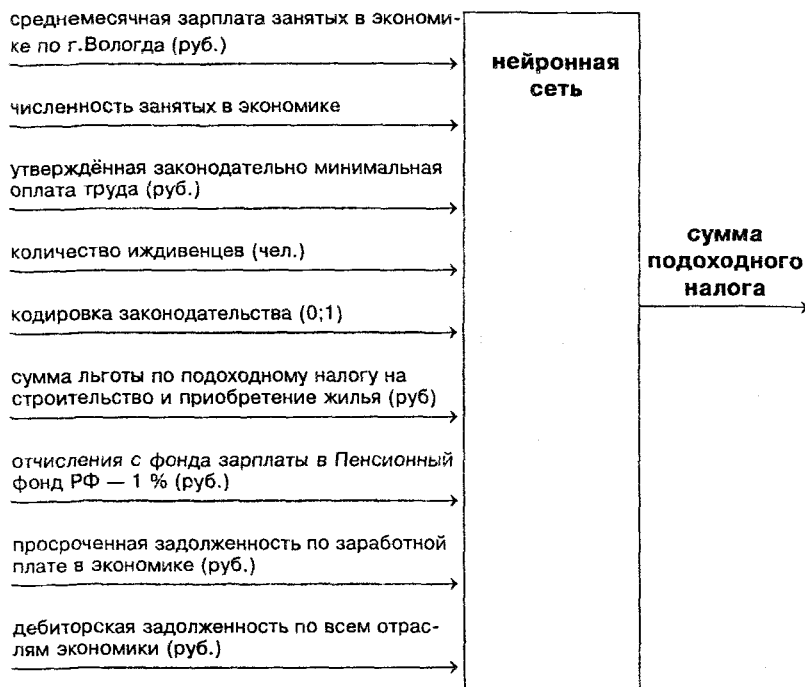 среднемесячная зарплата занятых в экономи-
ке по г.Вологда (руб.)
численность занятых в экономике
утверждённая законодательно минимальная
оплата труда (руб.)
количество иждивенцев (чел.)
кодировка законодательства (0;1)
сумма льготы по подоходному налогу на
строительство и приобретение жилья (руб)
отчисления с фонда зарплаты в Пенсионный
фонд РФ — 1 % (руб.)
просроченная задолженность по заработной
плате в экономике (руб.)
дебиторская задолженность по всем отрас-
лям экономики (руб.)
нейронная
сеть
сумма
подоходного
налога